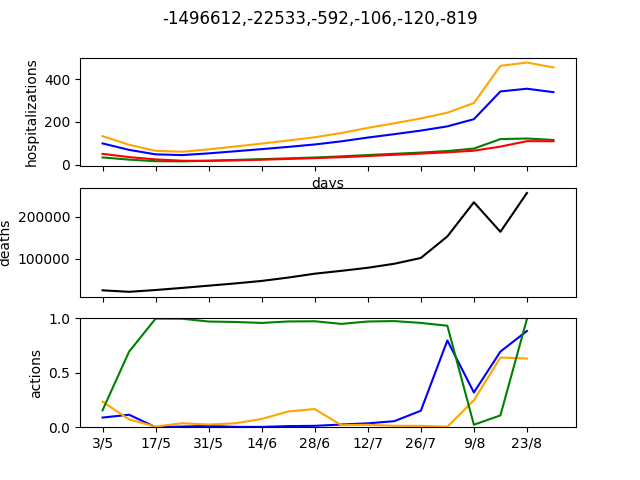 -1496612,-22533,-592,-106,-120,-819
hospitalizations
400
200
0
days
deaths
200000
100000
actions
1.0
0.5
0.0
3/5 17/5 31/5 14/6 28/6 12/7 26/7 9/8 23/8